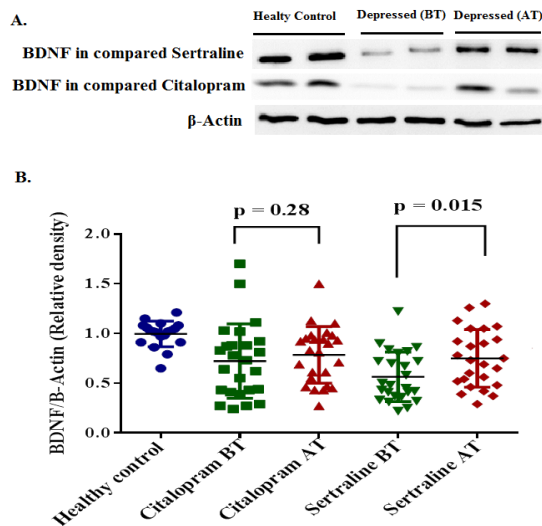 A.
Healty Control Depressed (BT) Depressed (AT)
BDNF in compared Sertraline
BDNF in compared Citalopram
β-Actin
B.
p = 0.28
p = 0.015
BDNF/B-Actin (Relative density)
2.0
1.5
1.0
0.5
0.0
Healthy control
Citalopram BT
Citalopram AT
Sertraline BT
Sertraline AT